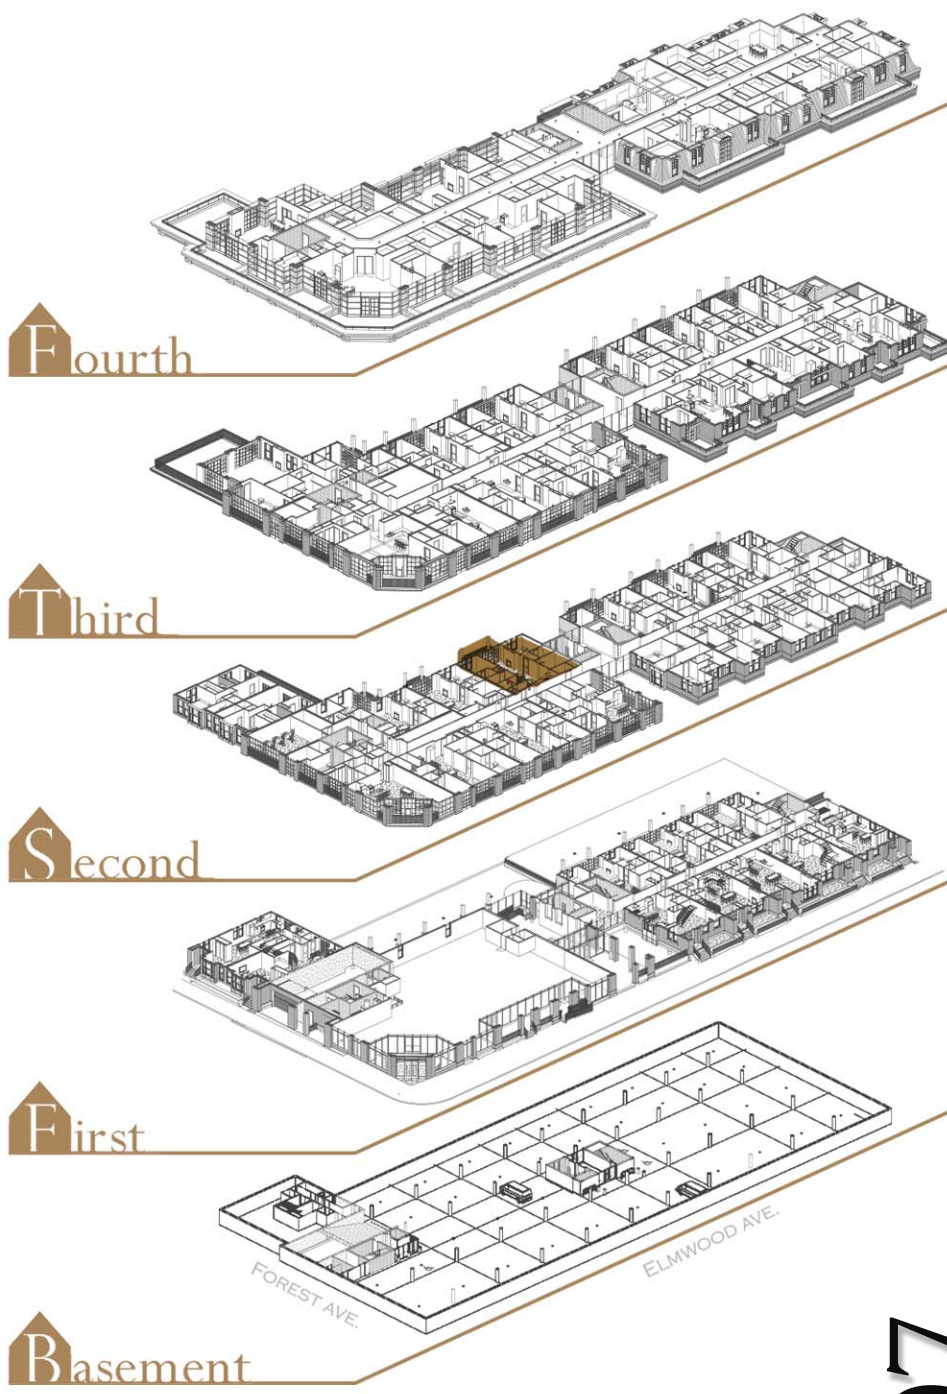 Fourth
Third
Second
First
FOREST AVE.
ELMWOOD AVE.
Basement